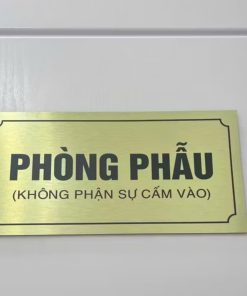 PHÒNG PHẪU
(KHÔNG PHẬN SỰ CẤM VÀO)